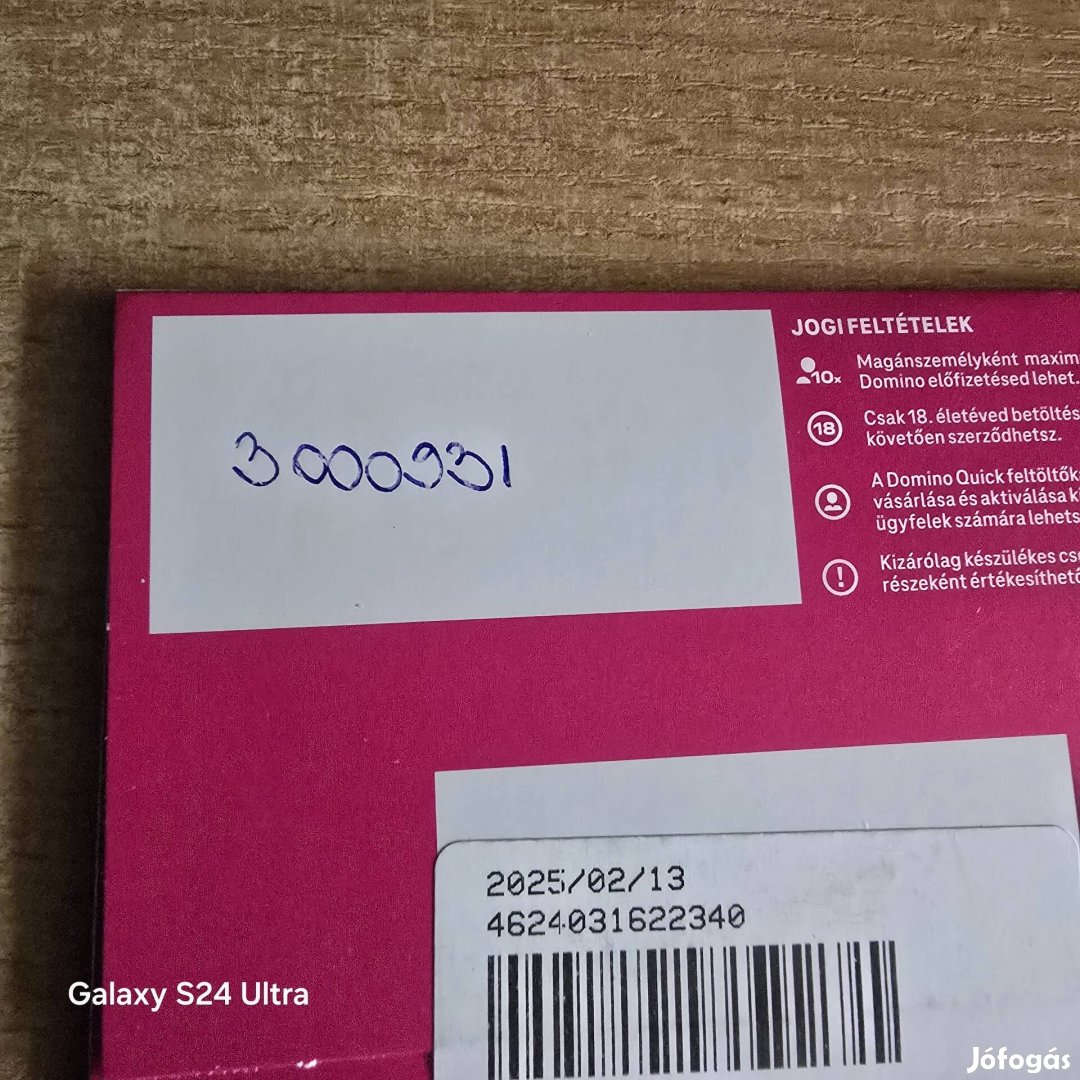 3000931
JOGI FELTÉTELEK
10x
Magánszemélyként maxim
Domino előfizetésed lehet.
18
Csak 18. életéved betöltés
követően szerződhetsz.
A Domino Quick feltöltők
vásárlása és aktiválása k
ügyfelek számára lehets
!
Kizárólag készülékes cs
részeként értékesíthető
2025/02/13
4624031622340
Galaxy S24 Ultra
Jófogás